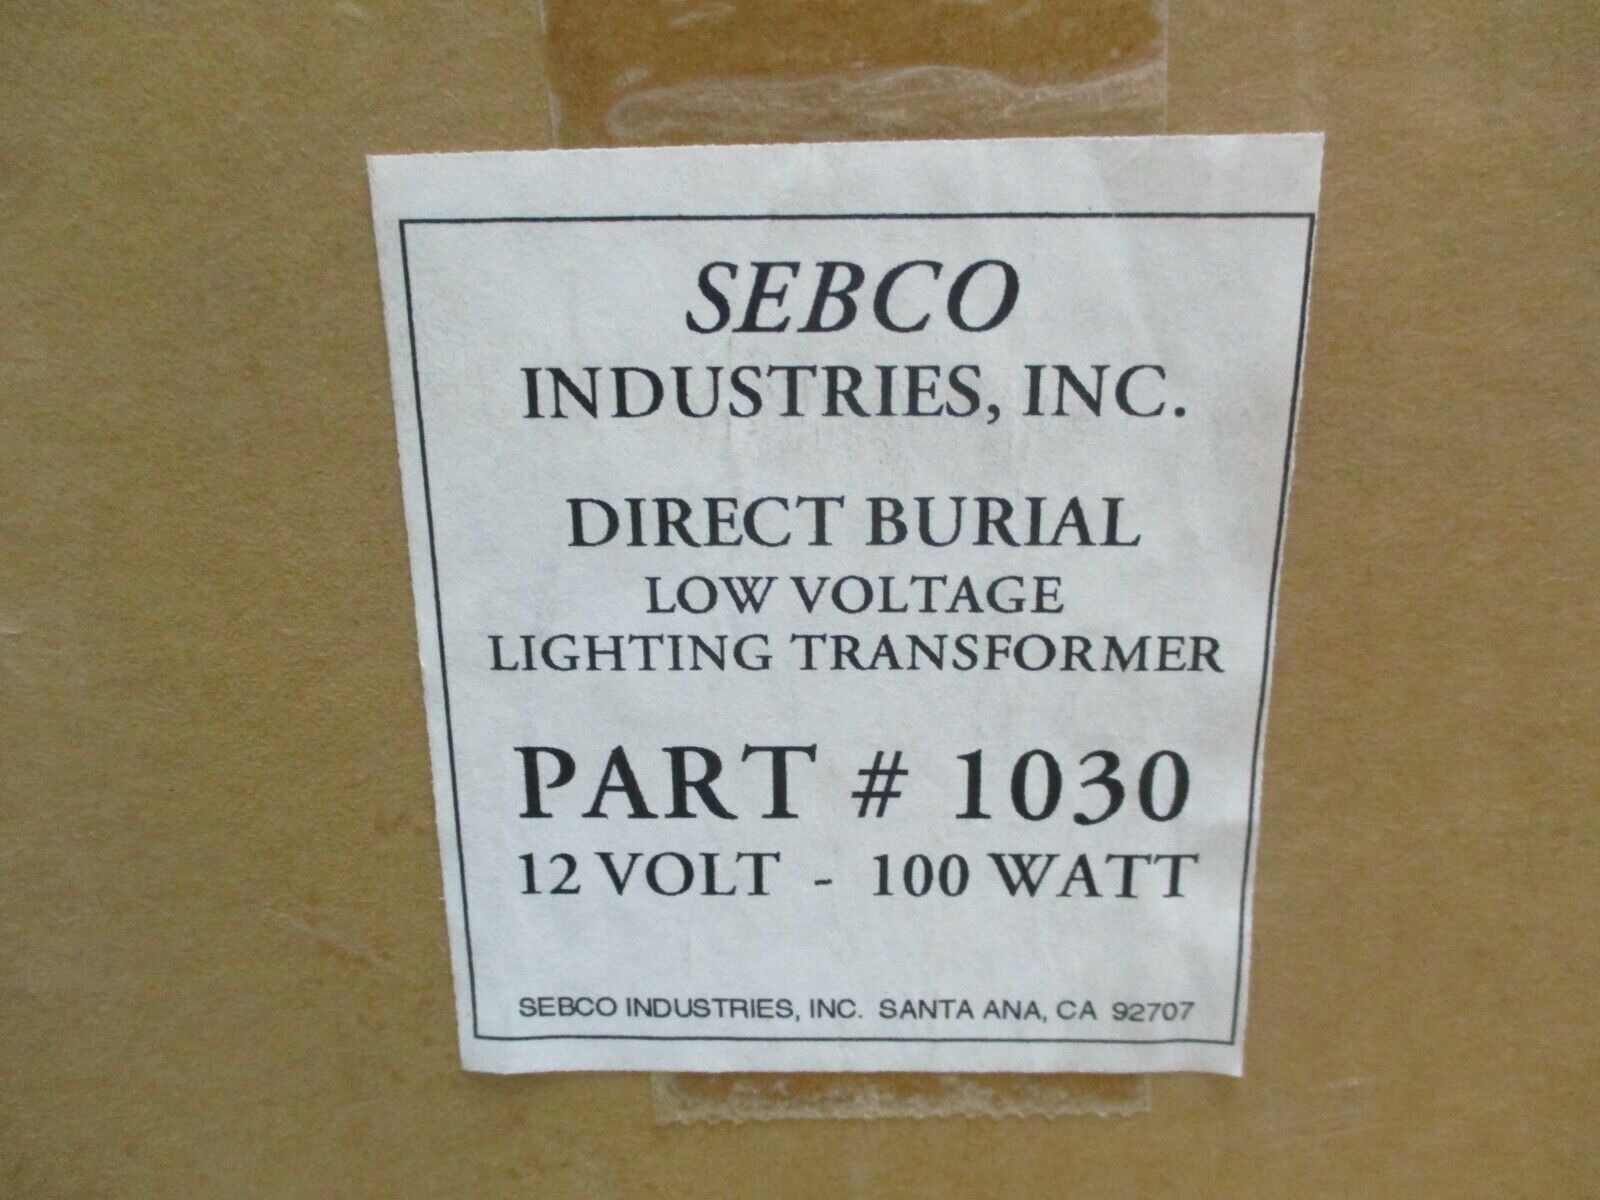 SEBCO
INDUSTRIES, INC.
DIRECT BURIAL
LOW VOLTAGE
LIGHTING TRANSFORMER
PART # 1030
12 VOLT - 100 WATT
SEBCO INDUSTRIES, INC. SANTA ANA, CA 92707